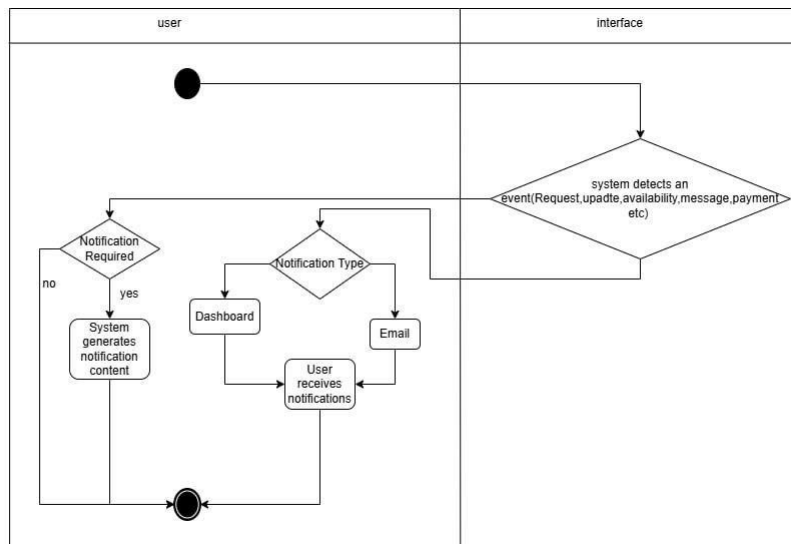 user
interface
system detects an
event(Request,upadte,availability,message,payment
etc)
Notification
Required
Notification Type
no
yes
Dashboard
System
generates
notification
content
Email
User
receives
notifications